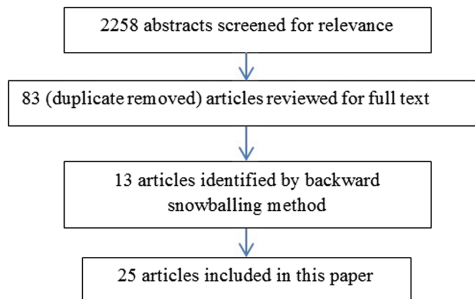 2258 abstracts screened for relevance
83 (duplicate removed) articles reviewed for full text
13 articles identified by backward
snowballing method
25 articles included in this paper